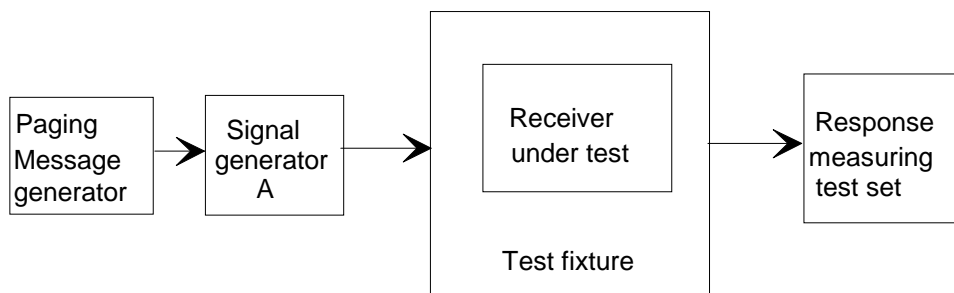 Paging
Message
generator
Signal
generator
A
Receiver
under test
Test fixture
Response
measuring
test set